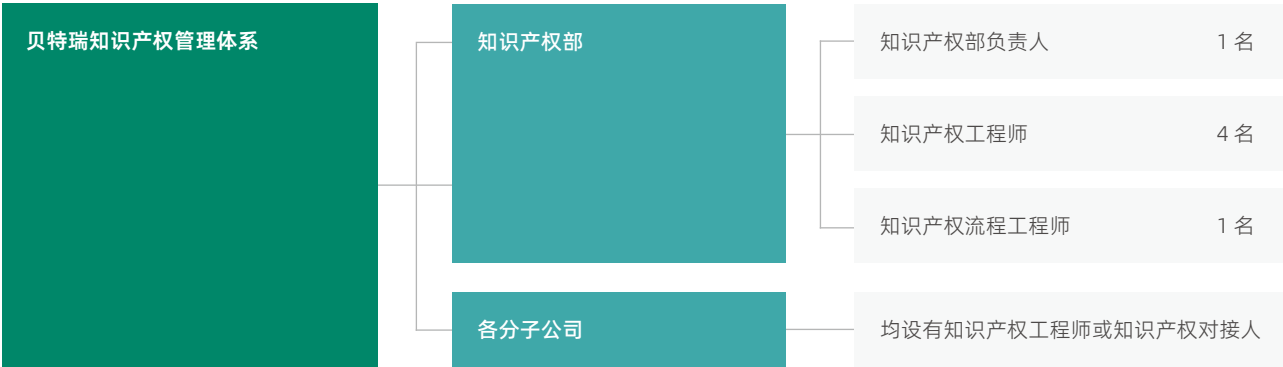 贝特瑞知识产权管理体系
知识产权部
知识产权部负责人 1 名
知识产权工程师 4 名
知识产权流程工程师 1 名
各分子公司
均设有知识产权工程师或知识产权对接人